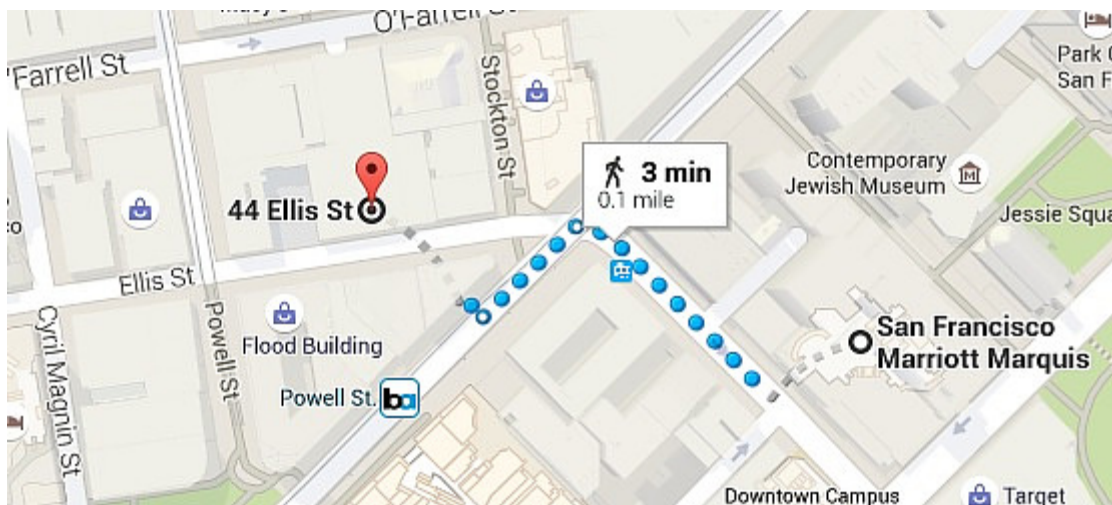 O'Farrell St
O'Farrell St
Stockton St
3 min
0.1 mile
Park
San F
Contemporary
Jewish Museum
Jessie Squa
44 Ellis St
co
Ellis St
Powell St
Cyril Magnin St
Flood Building
San Francisco
Marriott Marquis
Powell St.
ba
Downtown Campus
Target